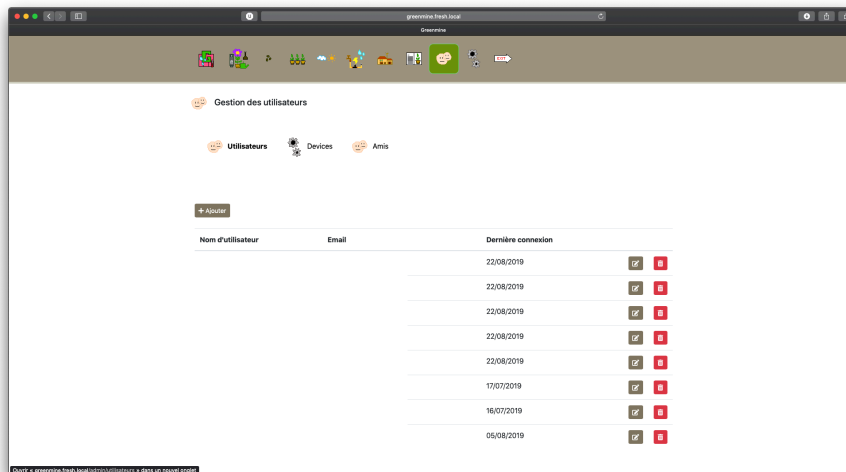 greenmine.fresh.local
Greenmine
EXIT
Gestion des utilisateurs
Utilisateurs Devices Amis
+ Ajouter
Nom d'utilisateur Email Dernière connexion
22/08/2019
22/08/2019
22/08/2019
22/08/2019
22/08/2019
17/07/2019
16/07/2019
05/08/2019
Ouvrir « greenmine.fresh.local/admin/utilisateurs » dans un nouvel onglet